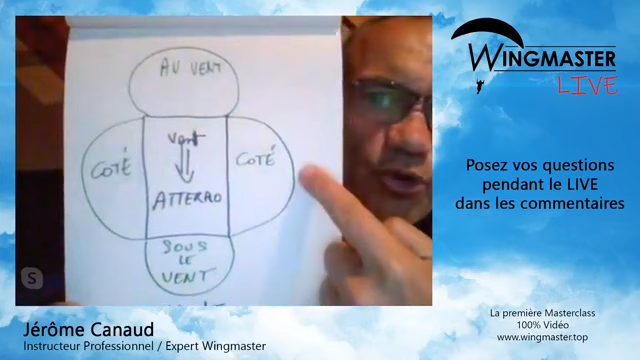 AU VENT
COTÉ
Vent
COTÉ
ATTERRO
SOUS
LE
VENT
S
WINGMASTER
LIVE
Posez vos questions
pendant le LIVE
dans les commentaires
Jérôme Canaud
Instructeur Professionnel / Expert Wingmaster
La première Masterclass
100% Vidéo
www.wingmaster.top